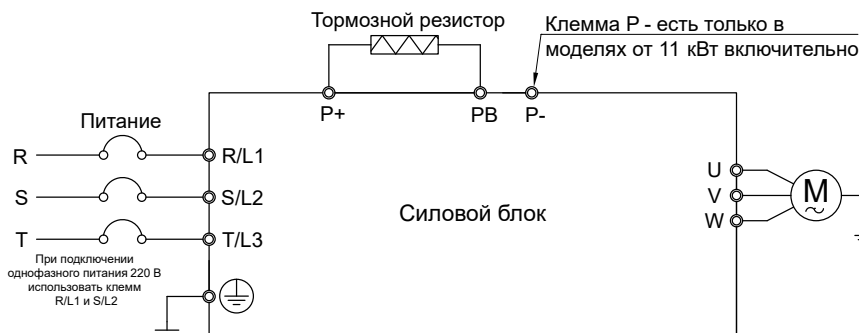 Тормозной резистор
Клемма P - есть только в
моделях от 11 кВт включительно
P+
PB
P-
Питание
R
R/L1
S
S/L2
T
T/L3
При подключении
однофазного питания 220 В
использовать клемм
R/L1 и S/L2
Силовой блок
U
V
W
M
~